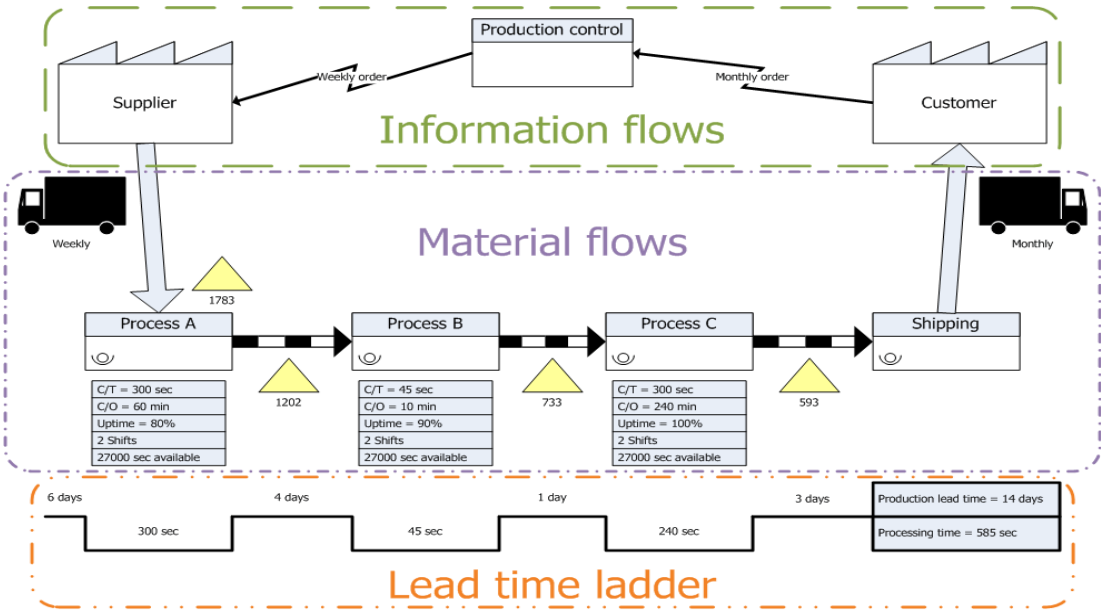 Production control
Weekly order
Monthly order
Supplier
Customer
Information flows
Weekly
Monthly
Material flows
1783
Process A
Process B
Process C
Shipping
1202
733
593
C/T = 300 sec
C/O = 60 min
Uptime = 80%
2 Shifts
27000 sec available
C/T = 45 sec
C/O = 10 min
Uptime = 90%
2 Shifts
27000 sec available
C/T = 300 sec
C/O = 240 min
Uptime = 100%
2 Shifts
27000 sec available
6 days
4 days
1 day
3 days
Production lead time = 14 days
300 sec
45 sec
240 sec
Processing time = 585 sec
Lead time ladder